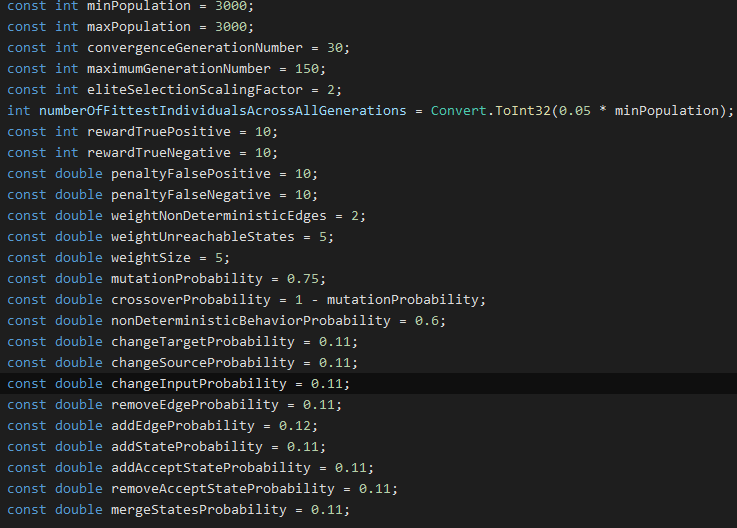 const int minPopulation = 3000;
const int maxPopulation = 3000;
const int convergenceGenerationNumber = 30;
const int maximumGenerationNumber = 150;
const int eliteSelectionScalingFactor = 2;
int numberOfFittestIndividualsAcrossAllGenerations = Convert.ToInt32(0.05 * minPopulation);
const int rewardTruePositive = 10;
const int rewardTrueNegative = 10;
const double penaltyFalsePositive = 10;
const double penaltyFalseNegative = 10;
const double weightNonDeterministicEdges = 2;
const double weightUnreachableStates = 5;
const double weightSize = 5;
const double mutationProbability = 0.75;
const double crossoverProbability = 1 - mutationProbability;
const double nonDeterministicBehaviorProbability = 0.6;
const double changeTargetProbability = 0.11;
const double changeSourceProbability = 0.11;
const double changeInputProbability = 0.11;
const double removeEdgeProbability = 0.11;
const double addEdgeProbability = 0.12;
const double addStateProbability = 0.11;
const double addAcceptStateProbability = 0.11;
const double removeAcceptStateProbability = 0.11;
const double mergeStatesProbability = 0.11;